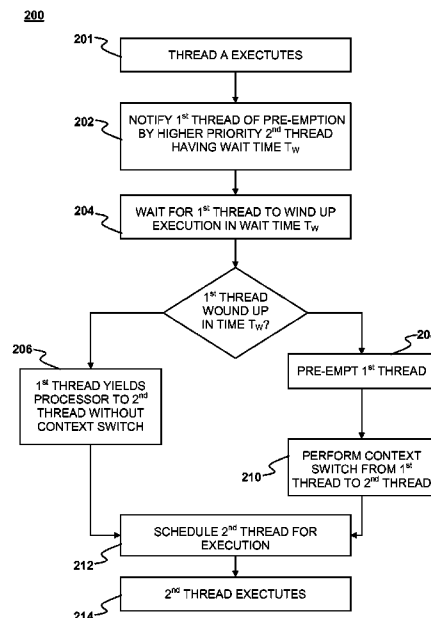 200
201
THREAD A EXECTUTES
202
NOTIFY 1st THREAD OF PRE-EMPTION
BY HIGHER PRIORITY 2nd THREAD
HAVING WAIT TIME TW
204
WAIT FOR 1st THREAD TO WIND UP
EXECUTION IN WAIT TIME TW
1st THREAD
WOUND UP
IN TIME TW?
206
1st THREAD YIELDS
PROCESSOR TO 2nd
THREAD WITHOUT
CONTEXT SWITCH
PRE-EMPT 1st THREAD
210
PERFORM CONTEXT
SWITCH FROM 1st
THREAD TO 2nd THREAD
212
SCHEDULE 2nd THREAD FOR
EXECUTION
214
2nd THREAD EXECTUTES